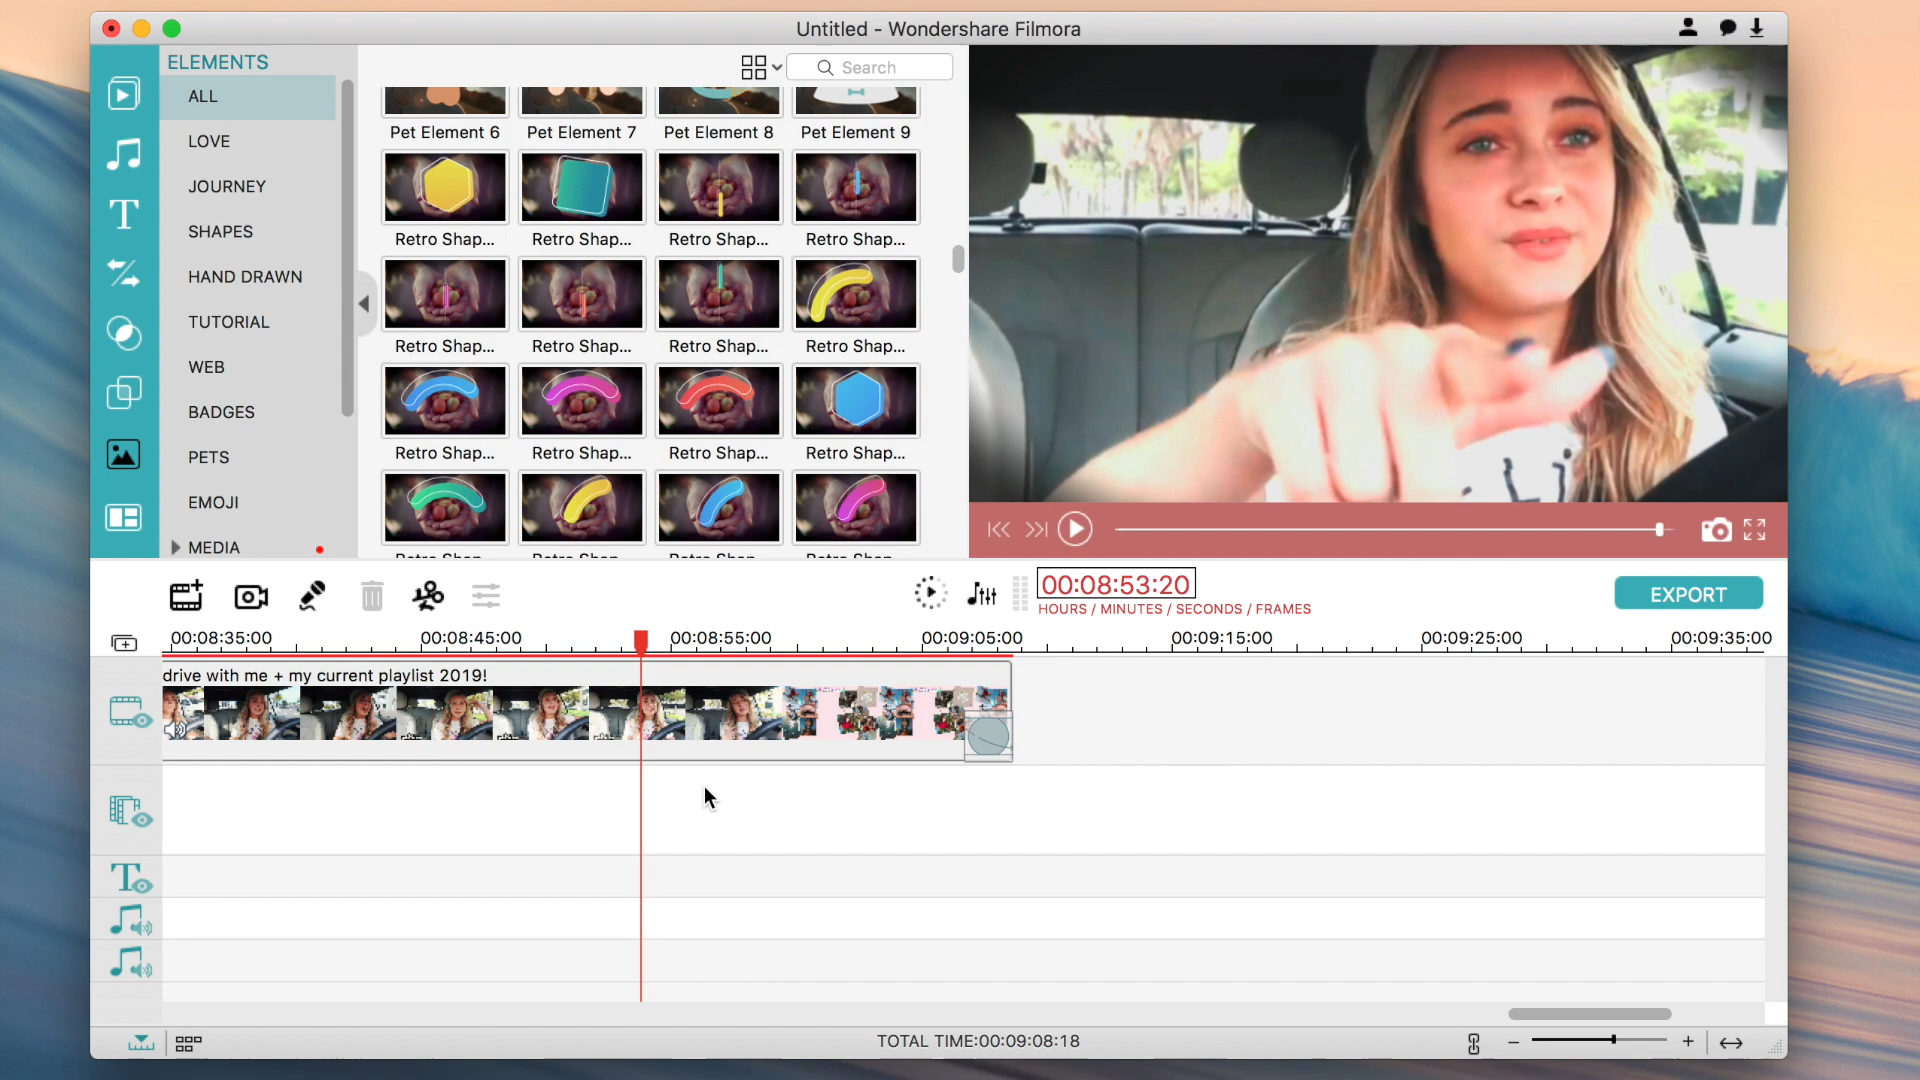 Untitled - Wondershare Filmora
ELEMENTS
Search
ALL
LOVE
JOURNEY
SHAPES
HAND DRAWN
TUTORIAL
WEB
BADGES
PETS
EMOJI
MEDIA
Pet Element 6 Pet Element 7 Pet Element 8 Pet Element 9
Retro Shap... Retro Shap... Retro Shap... Retro Shap...
Retro Shap... Retro Shap... Retro Shap... Retro Shap...
Retro Shap... Retro Shap... Retro Shap... Retro Shap...
00:08:53:20
HOURS / MINUTES / SECONDS / FRAMES
EXPORT
00:08:35:00 00:08:45:00 00:08:55:00 00:09:05:00 00:09:15:00 00:09:25:00 00:09:35:00
drive with me + my current playlist 2019!
TOTAL TIME:00:09:08:18